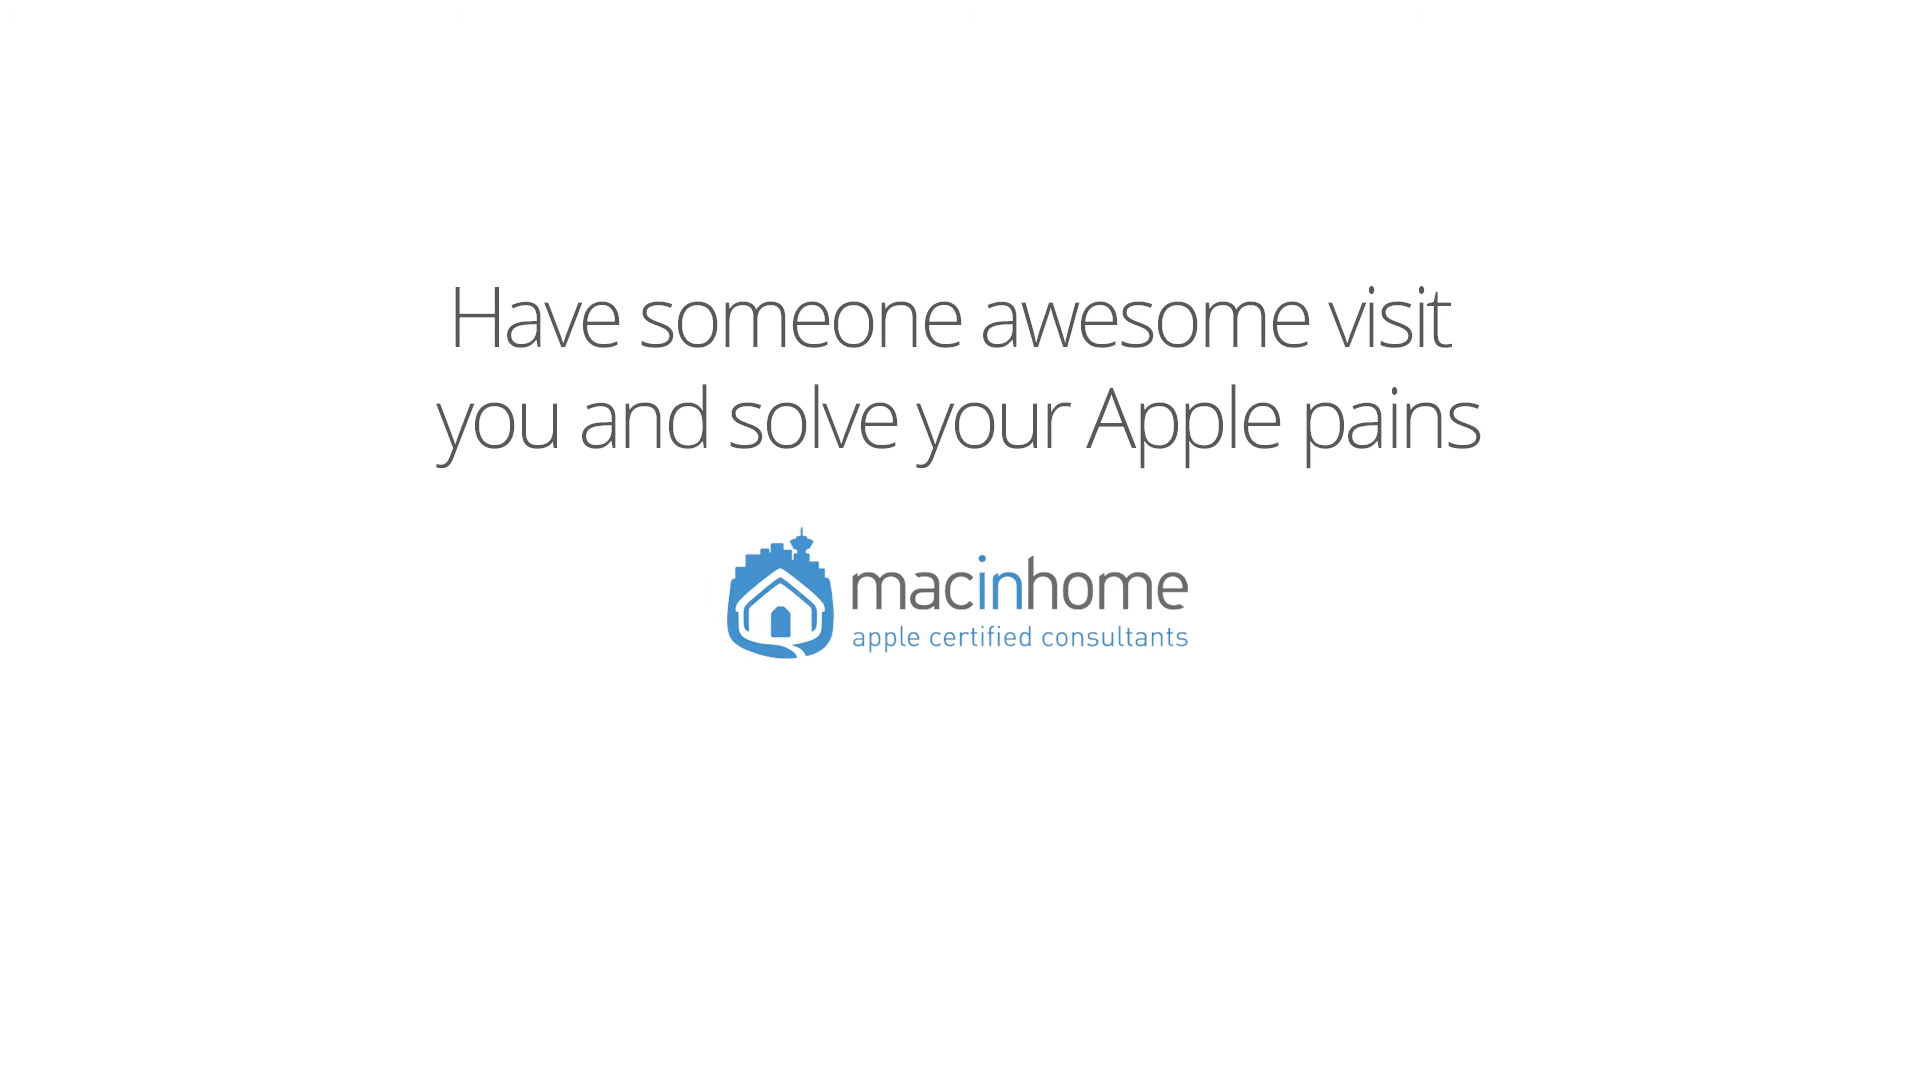 Have someone awesome visit
you and solve your Apple pains
macinhome
apple certified consultants